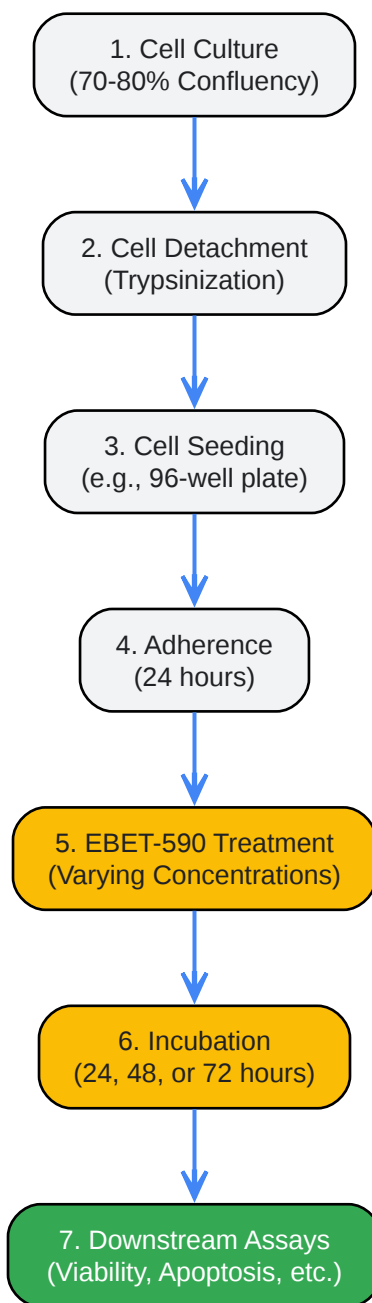 1. Cell Culture
(70-80% Confluency)
2. Cell Detachment
(Trypsinization)
3. Cell Seeding
(e.g., 96-well plate)
4. Adherence
(24 hours)
5. EBET-590 Treatment
(Varying Concentrations)
6. Incubation
(24, 48, or 72 hours)
7. Downstream Assays
(Viability, Apoptosis, etc.)